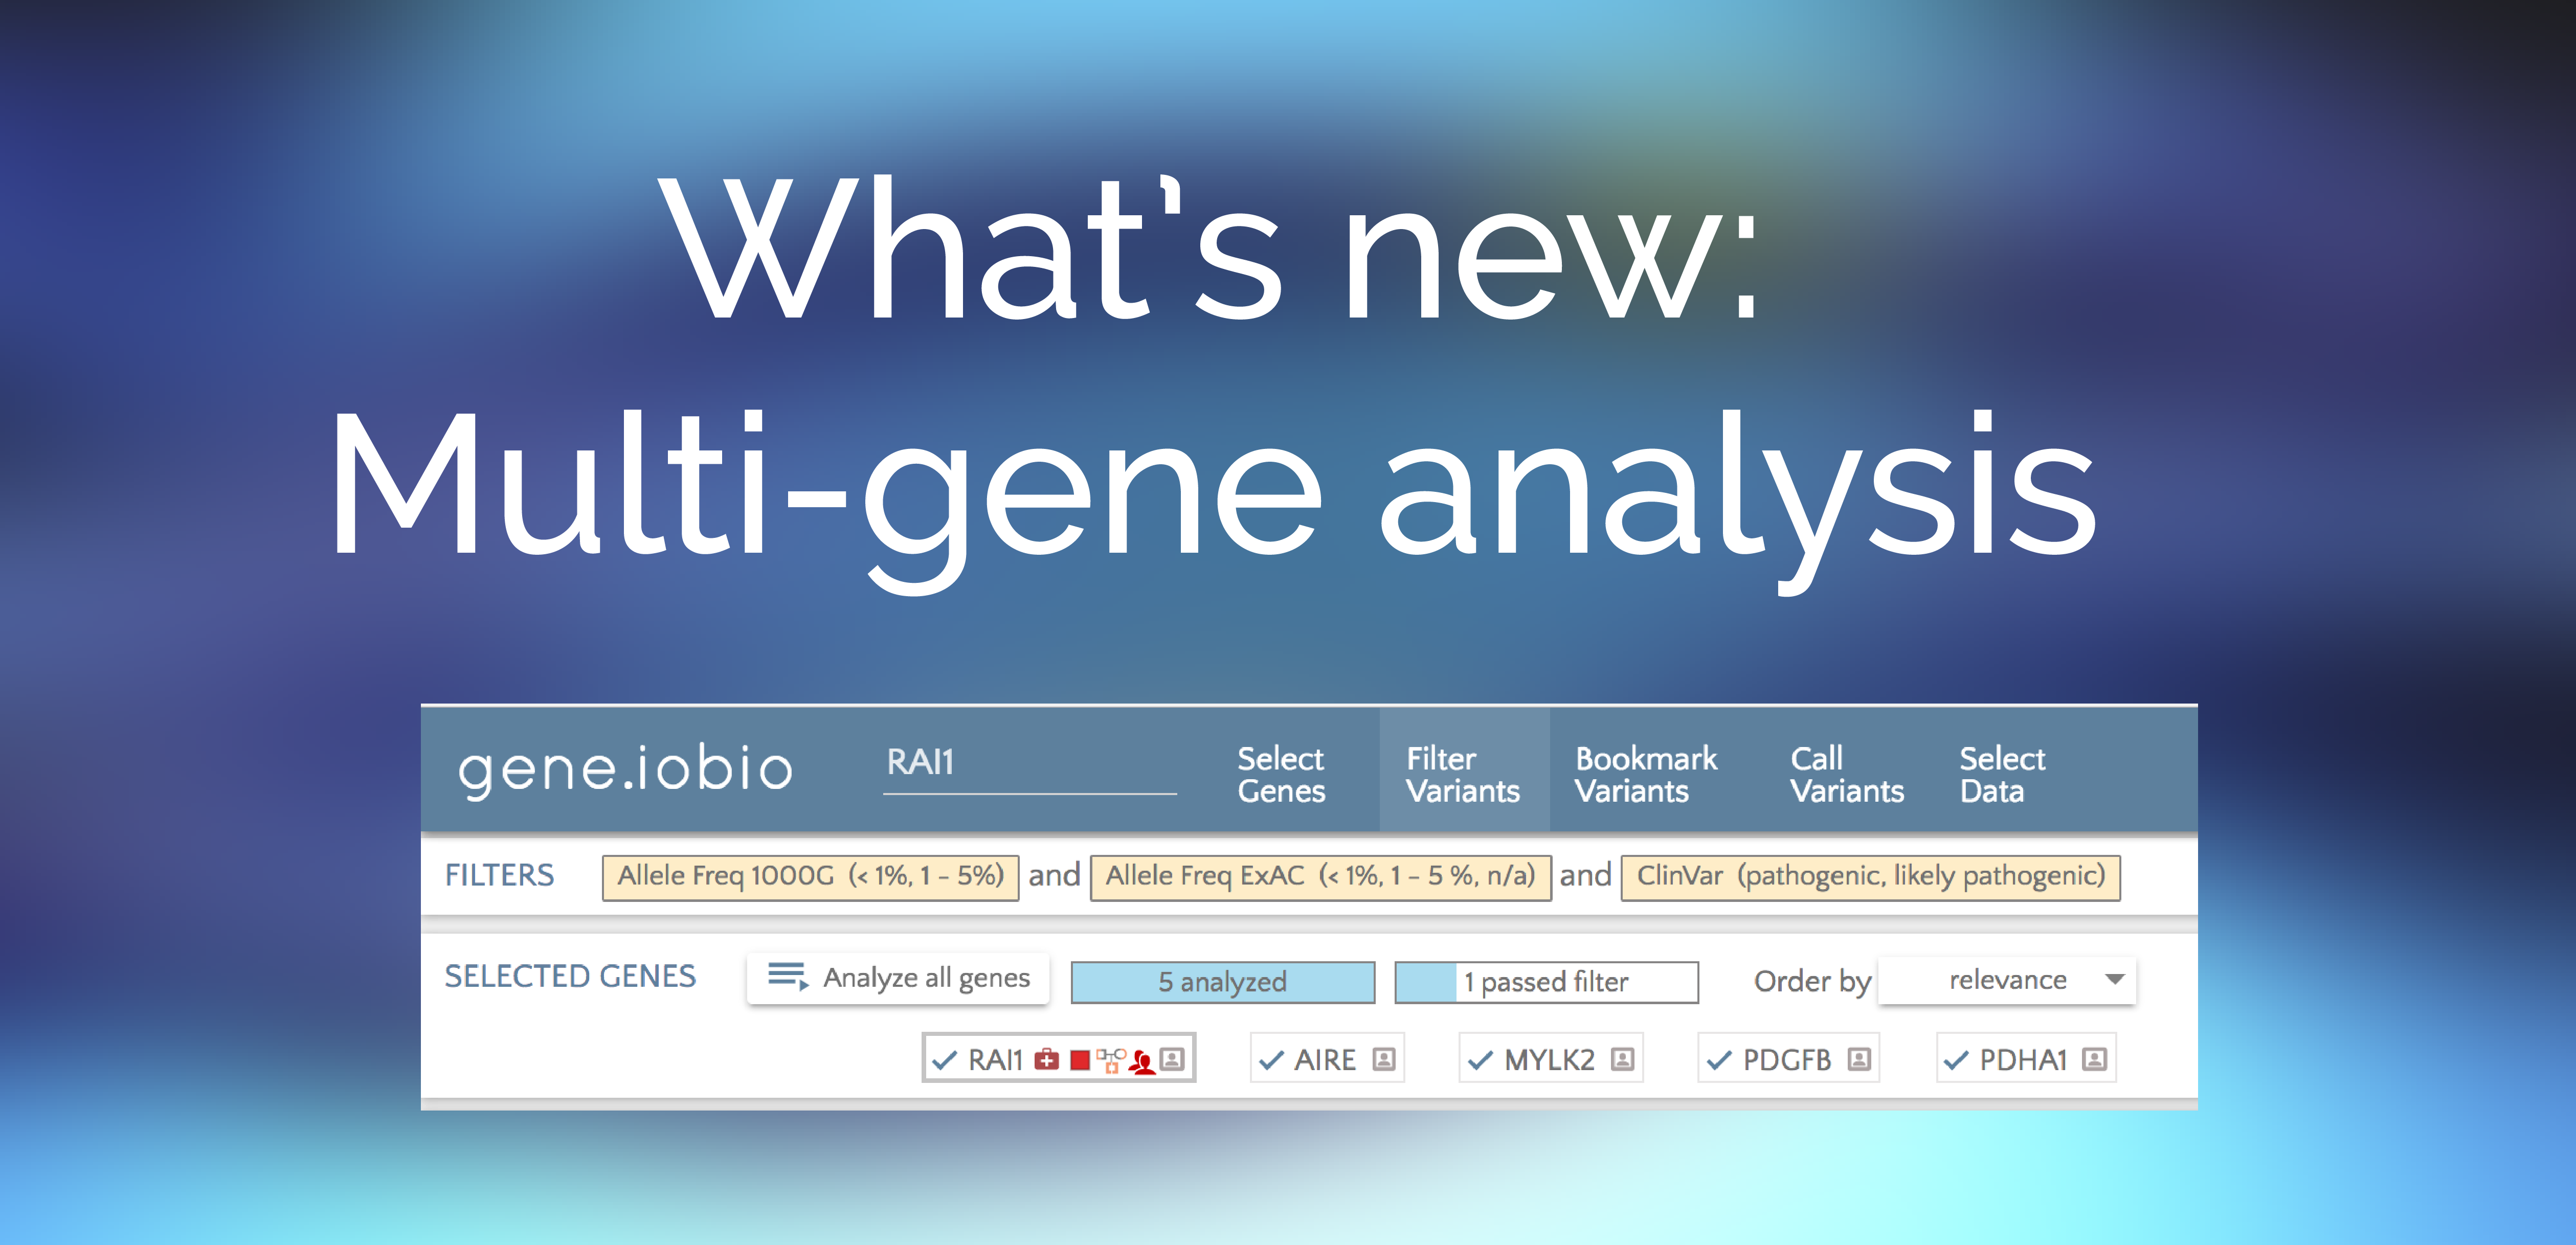 What's new:
Multi-gene analysis
gene.iobio RAI1 Select Genes Filter Variants Bookmark Variants Call Variants Select Data
FILTERS Allele Freq 1000G (< 1%, 1 - 5%) and Allele Freq ExAC (< 1%, 1 - 5 %, n/a) and ClinVar (pathogenic, likely pathogenic)
SELECTED GENES Analyze all genes 5 analyzed 1 passed filter Order by relevance
RAI1 AIRE MYLK2 PDGFB PDHA1